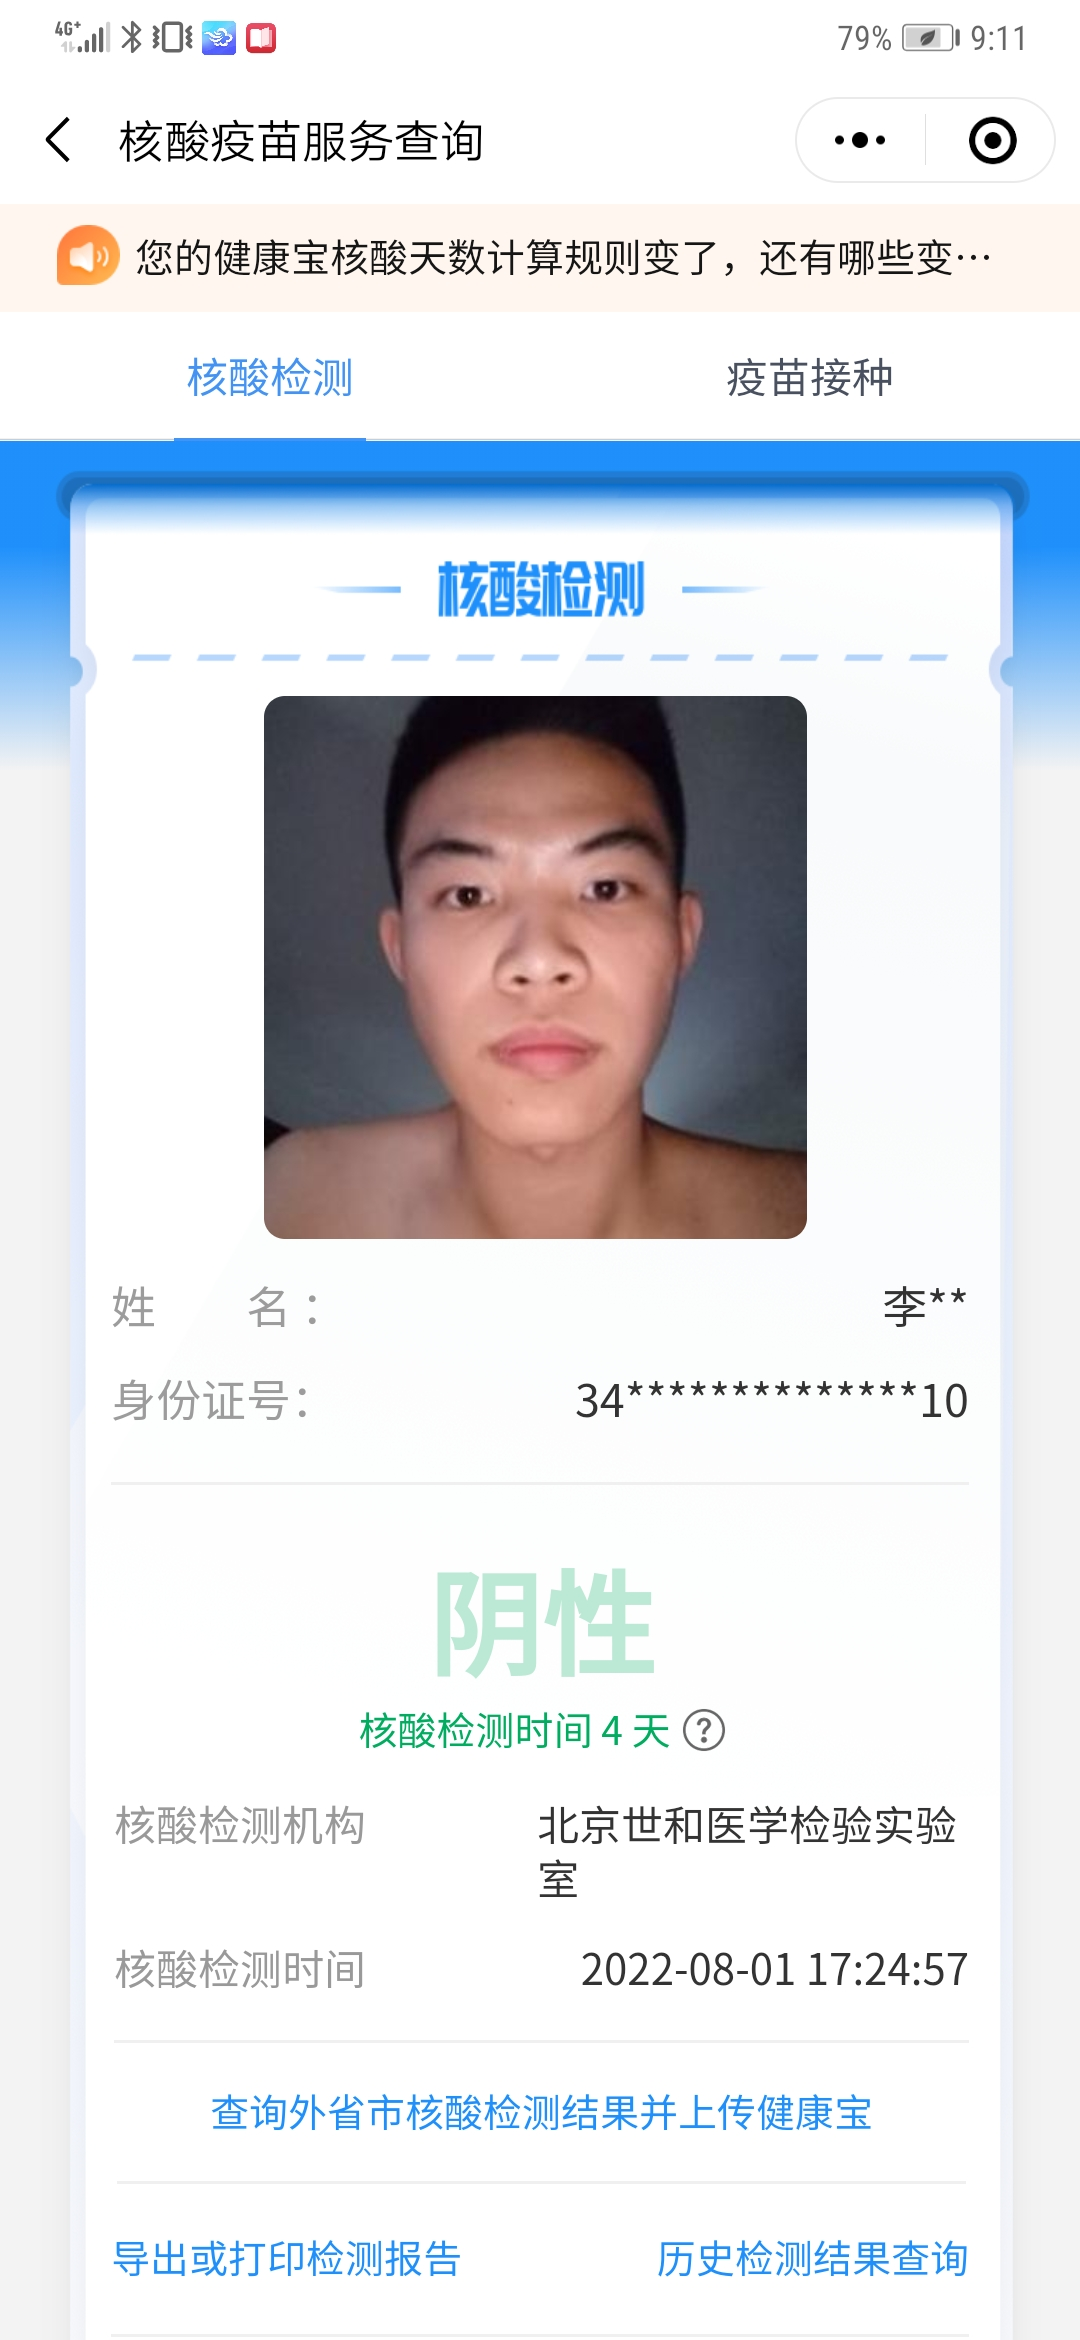 4G+ 79% 9:11
核酸疫苗服务查询
您的健康宝核酸天数计算规则变了，还有哪些变…
核酸检测 疫苗接种
核酸检测
姓 名： 李**
身份证号： 34**************10
阴性
核酸检测时间 4 天 ?
核酸检测机构 北京世和医学检验实验
室
核酸检测时间 2022-08-01 17:24:57
查询外省市核酸检测结果并上传健康宝
导出或打印检测报告 历史检测结果查询